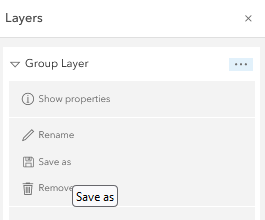 Layers
Group Layer
Show properties
Rename
Save as
Remove
Save as